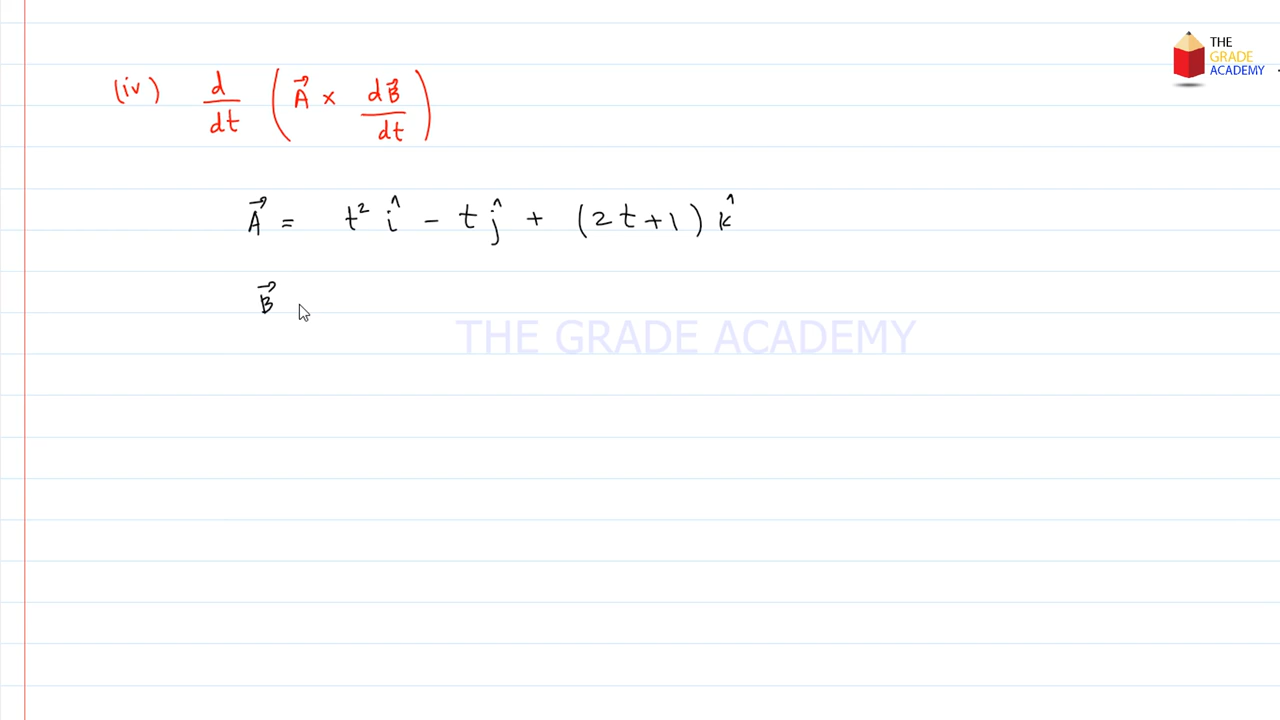 THE
GRADE
ACADEMY
(iv) d/dt (A⃗ × dB⃗/dt)
A⃗ = t² î − t ĵ + (2t+1) k̂
B⃗
THE GRADE ACADEMY